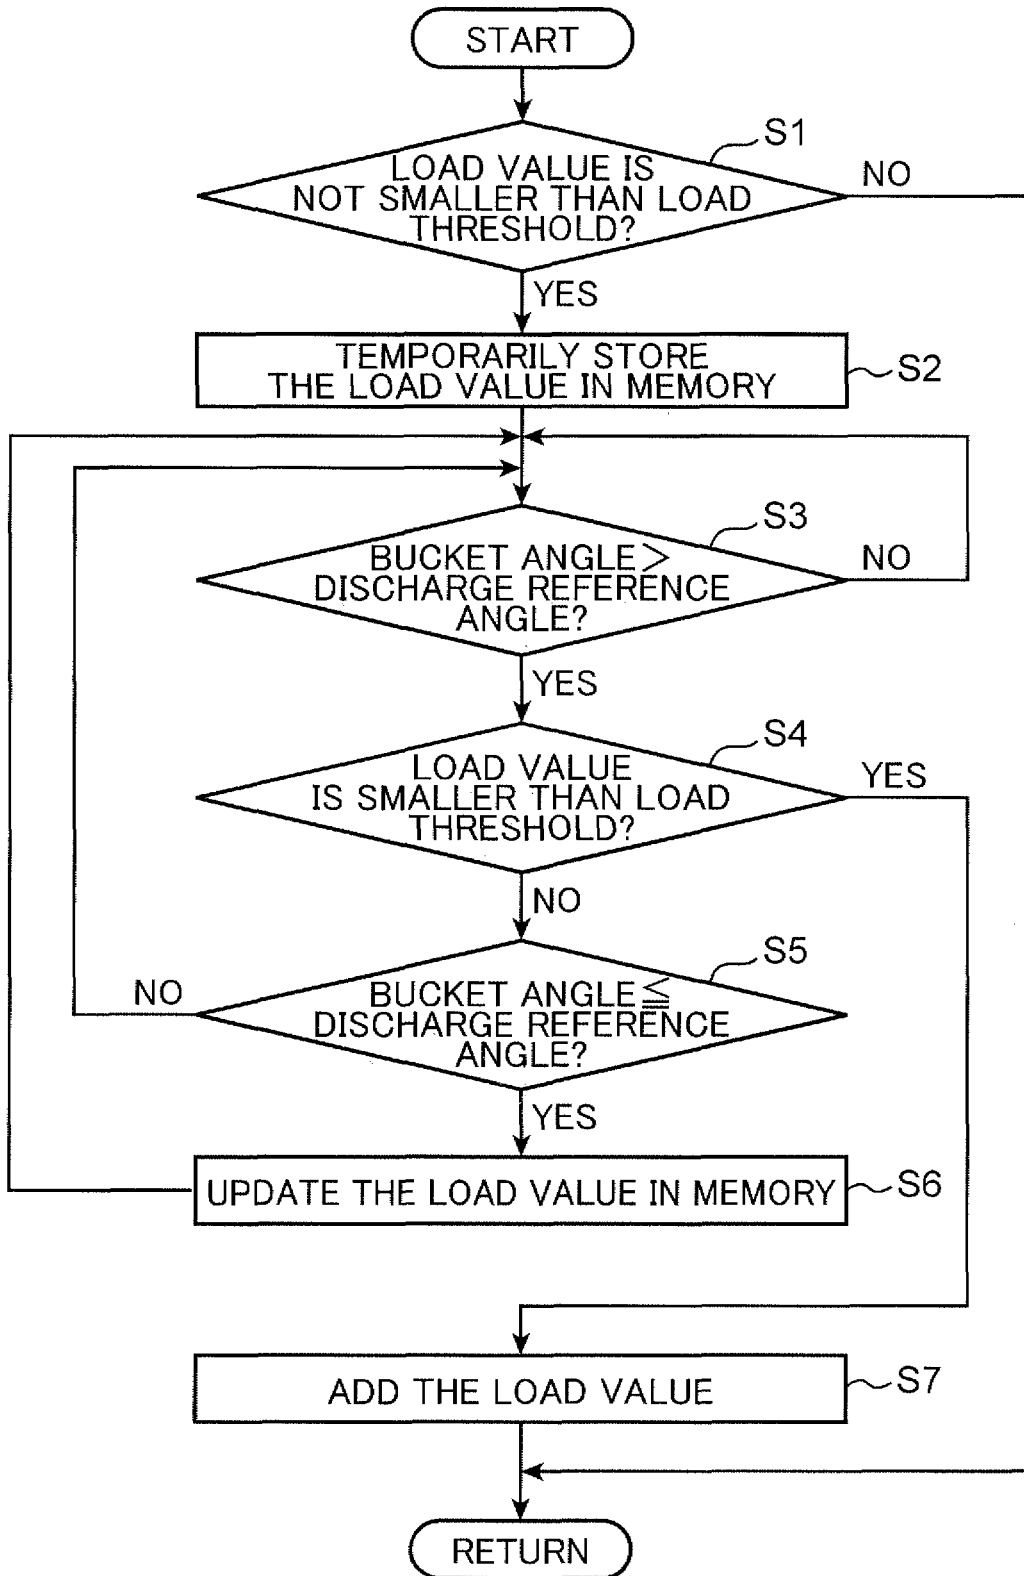 START
S1
LOAD VALUE IS
NOT SMALLER THAN LOAD
THRESHOLD?
NO
YES
TEMPORARILY STORE
THE LOAD VALUE IN MEMORY
S2
S3
BUCKET ANGLE>
DISCHARGE REFERENCE
ANGLE?
NO
YES
S4
LOAD VALUE
IS SMALLER THAN LOAD
THRESHOLD?
YES
NO
S5
BUCKET ANGLE≦
DISCHARGE REFERENCE
ANGLE?
NO
YES
UPDATE THE LOAD VALUE IN MEMORY
S6
ADD THE LOAD VALUE
S7
RETURN